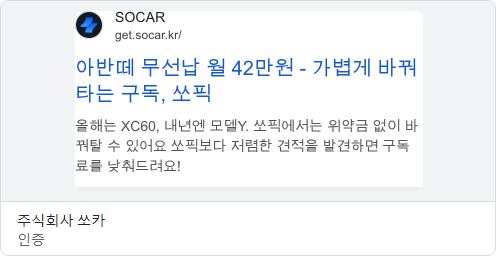 SOCAR
get.socar.kr/
아반떼 무선납 월 42만원 - 가볍게 바꿔
타는 구독, 쏘픽
올해는 XC60, 내년엔 모델Y. 쏘픽에서는 위약금 없이 바
꿔탈 수 있어요 쏘픽보다 저렴한 견적을 발견하면 구독
료를 낮춰드려요!
주식회사 쏘카
인증